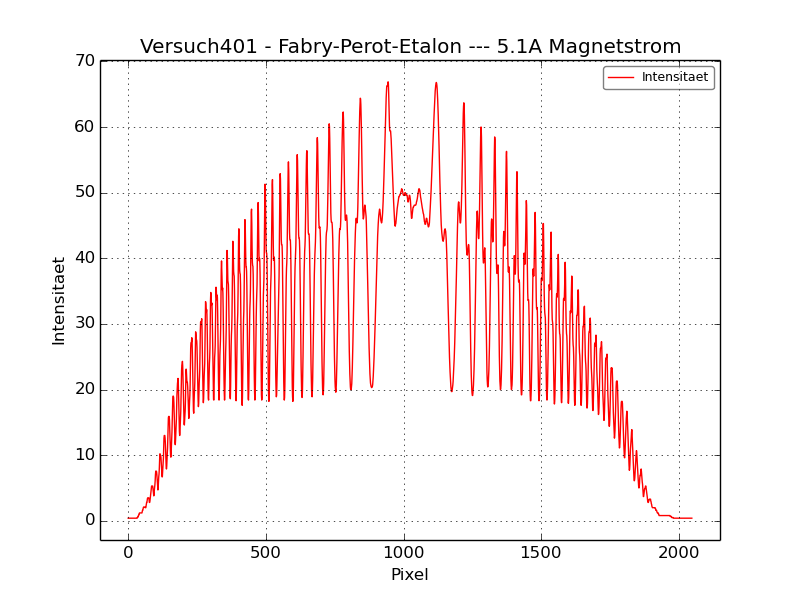 Versuch401 - Fabry-Perot-Etalon --- 5.1A Magnetstrom
Intensitaet
70
60
50
40
30
20
10
0
Intensitaet
0 500 1000 1500 2000
Pixel